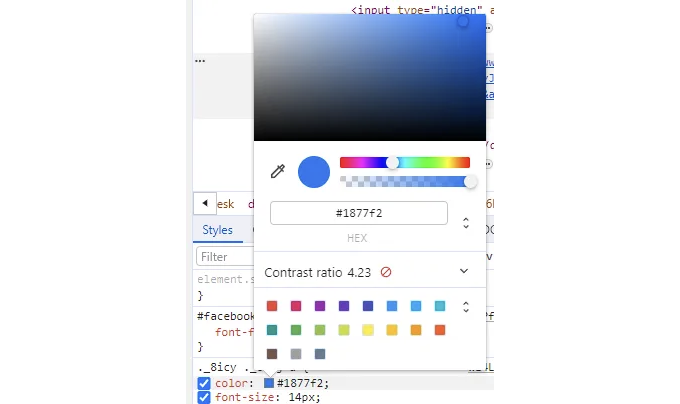 <input type="hidden" a
...
esk
#1877f2
HEX
Styles
Filter
Contrast ratio 4.23
element.s
}
#facebook
font-f
}
._8icy
color: #1877f2;
font-size: 14px;